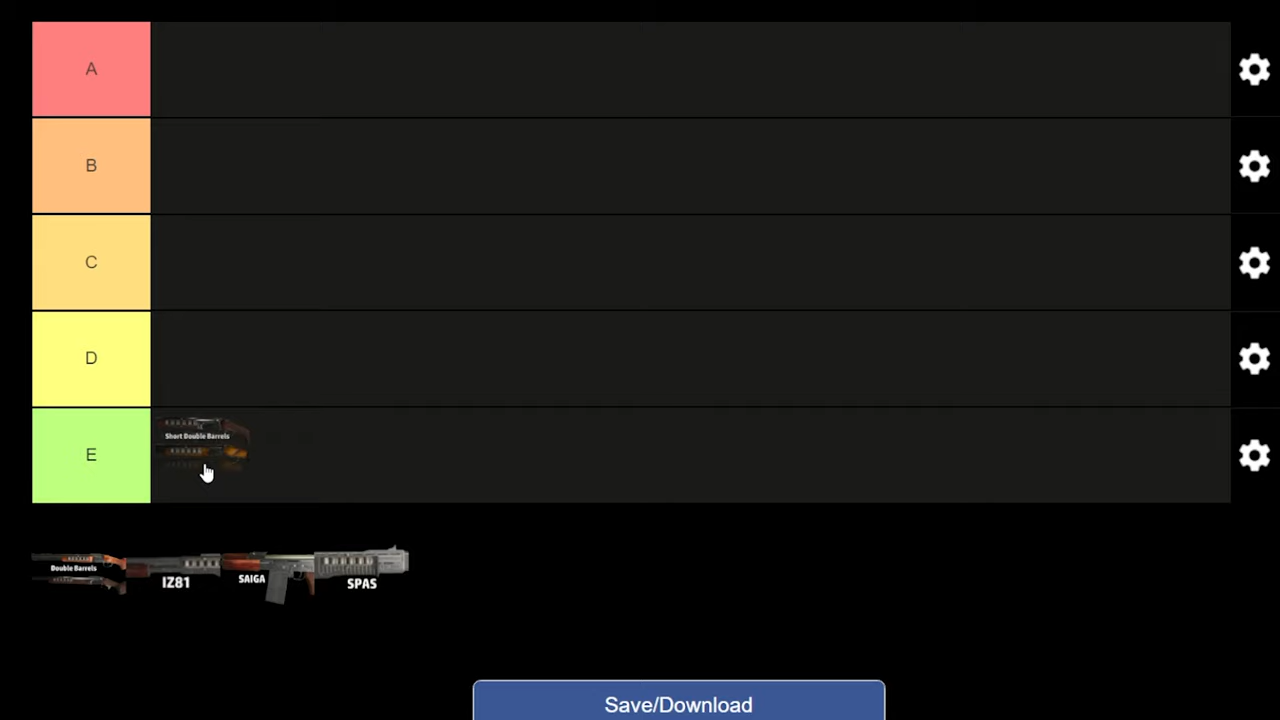 A
B
C
D
E
Short Double Barrels
Double Barrels
IZ81
SAIGA
SPAS
Save/Download